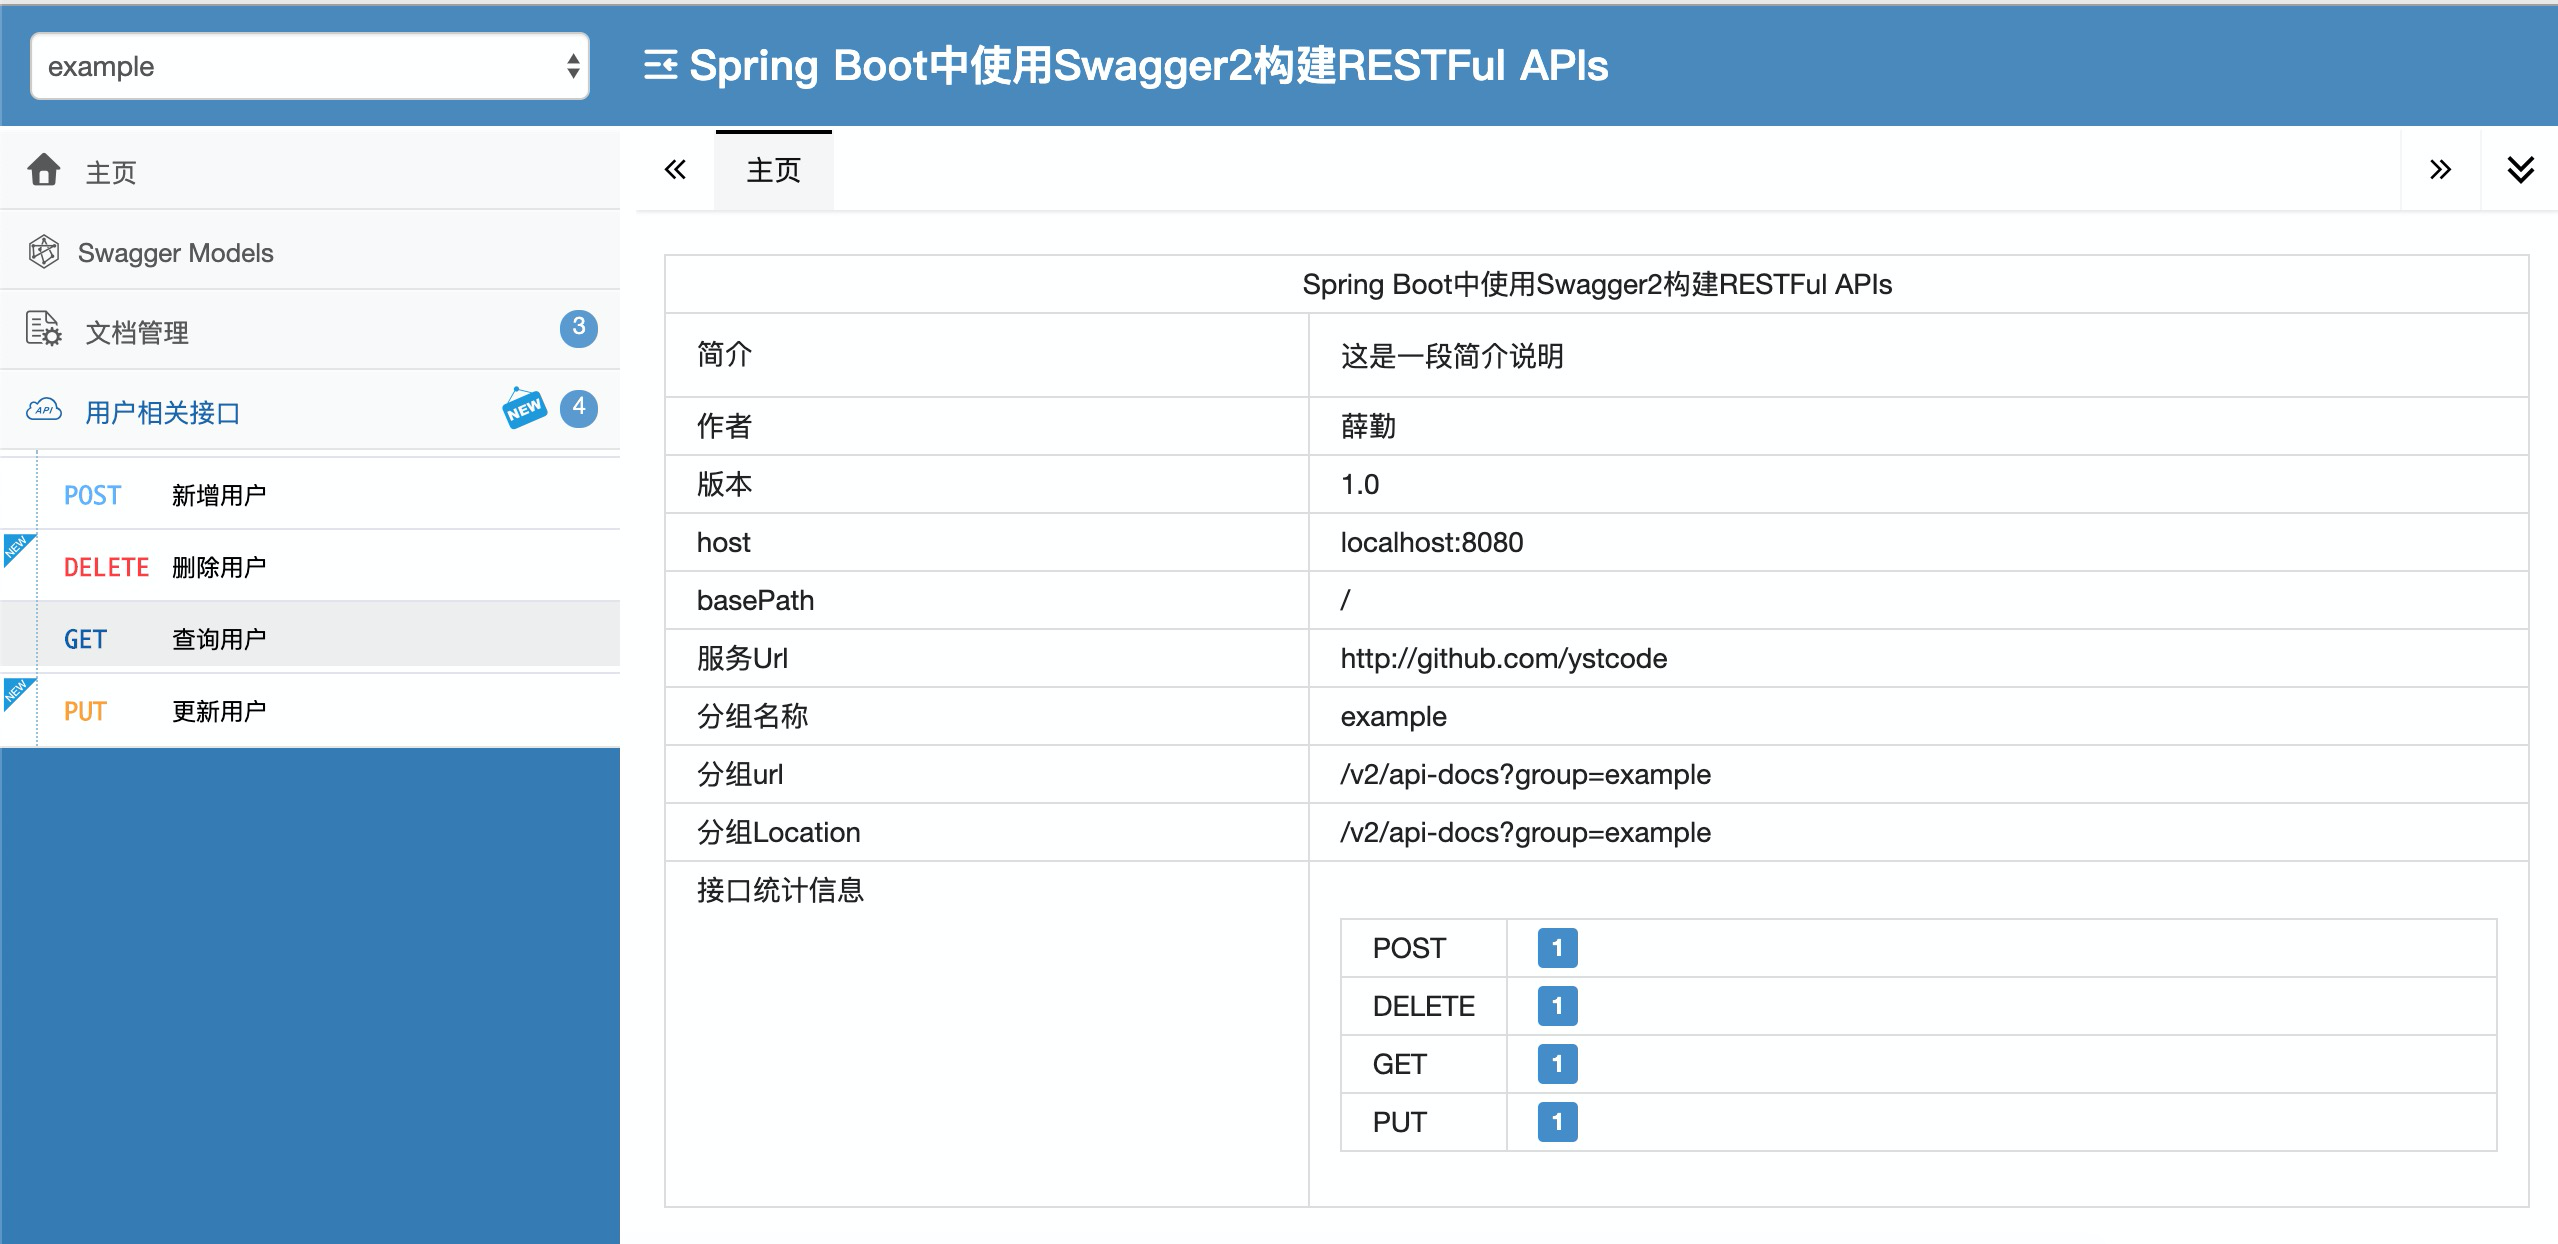 example
Spring Boot中使用Swagger2构建RESTFul APIs
主页
Swagger Models
文档管理 3
API 用户相关接口 NEW 4
POST 新增用户
NEW
DELETE 删除用户
GET 查询用户
NEW
PUT 更新用户
主页
Spring Boot中使用Swagger2构建RESTFul APIs
简介 这是一段简介说明
作者 薛勤
版本 1.0
host localhost:8080
basePath /
服务Url http://github.com/ystcode
分组名称 example
分组url /v2/api-docs?group=example
分组Location /v2/api-docs?group=example
接口统计信息
POST 1
DELETE 1
GET 1
PUT 1